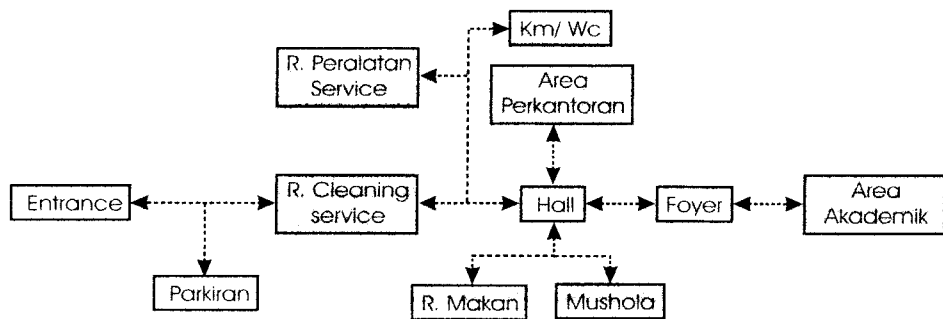 Km/ Wc
R. Peralatan
Service
Area
Perkantoran
Entrance
R. Cleaning
service
Hall
Foyer
Area
Akademik
Parkiran
R. Makan
Mushola